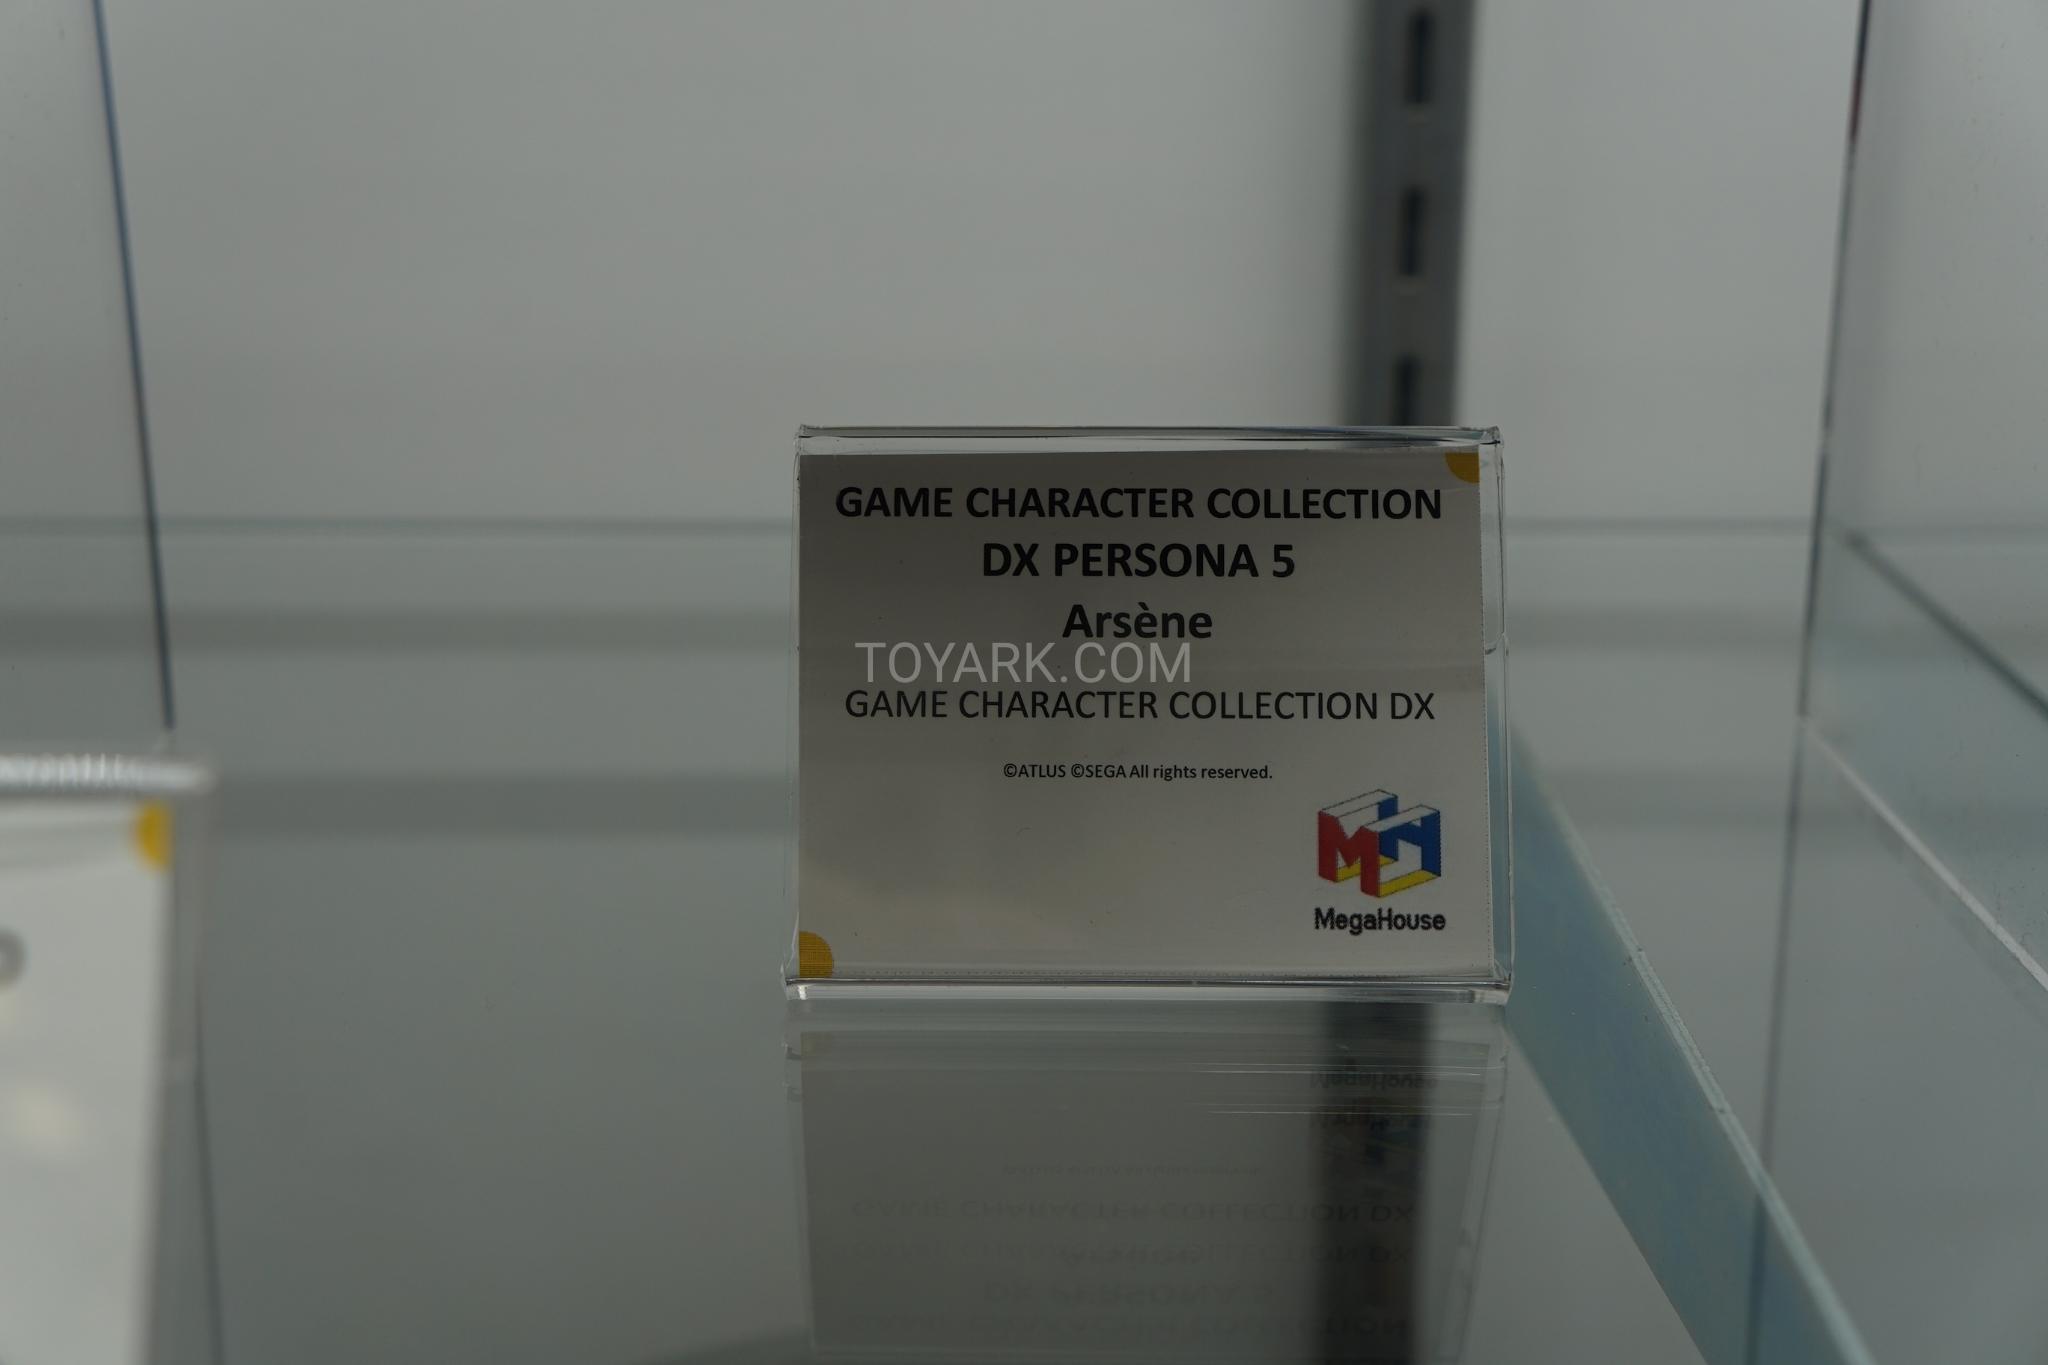 GAME CHARACTER COLLECTION
DX PERSONA 5
Arsène
TOYARK.COM
GAME CHARACTER COLLECTION DX
©ATLUS ©SEGA All rights reserved.
MH
MegaHouse